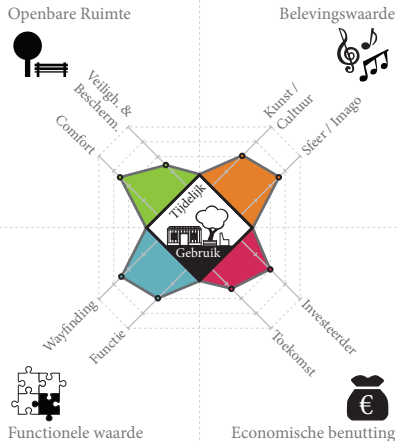 Openbare Ruimte
Belevingswaarde
Veiligh. &
Bescherm.
Comfort
Kunst /
Cultuur
Sfeer / Imago
Tijdelijk
Gebruik
Wayfinding
Functie
Investeerder
Toekomst
€
Functionele waarde
Economische benutting